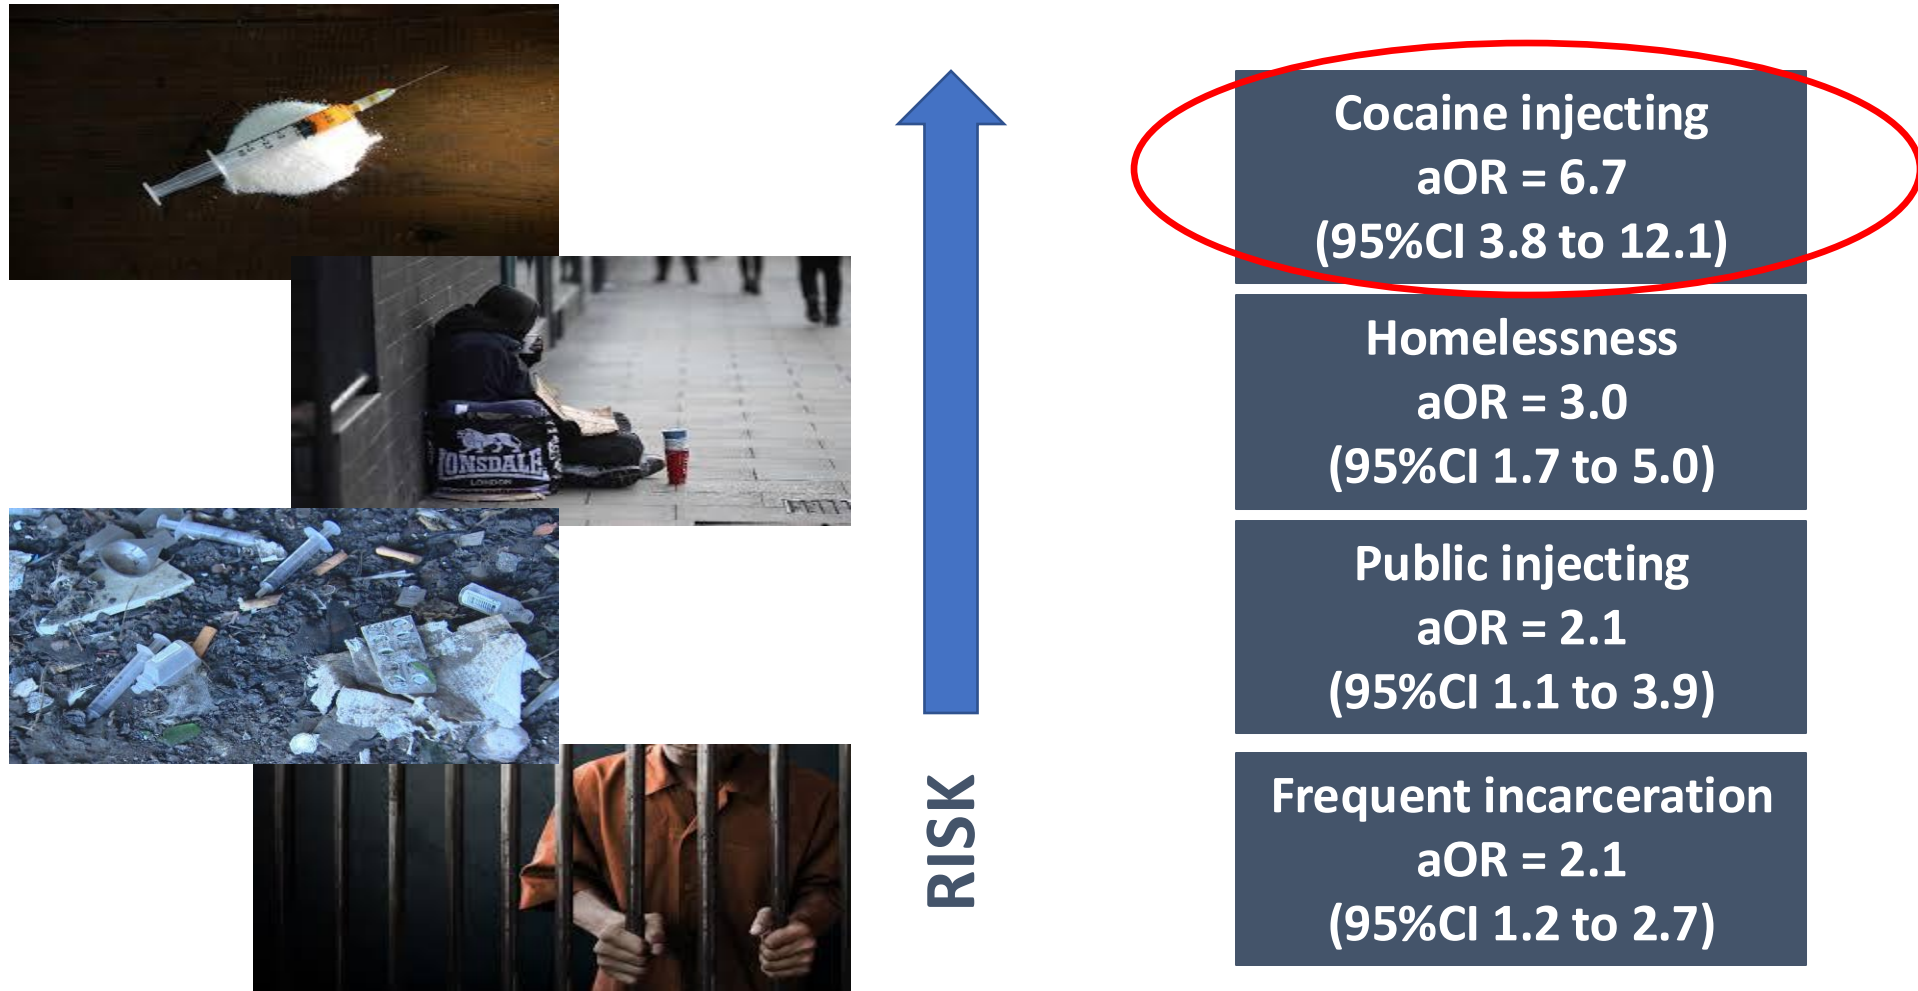 Cocaine injecting
aOR = 6.7
(95%CI 3.8 to 12.1)
Homelessness
aOR = 3.0
(95%CI 1.7 to 5.0)
Public injecting
aOR = 2.1
(95%CI 1.1 to 3.9)
Frequent incarceration
aOR = 2.1
(95%CI 1.2 to 2.7)
RISK
LONSDALE
LONDON